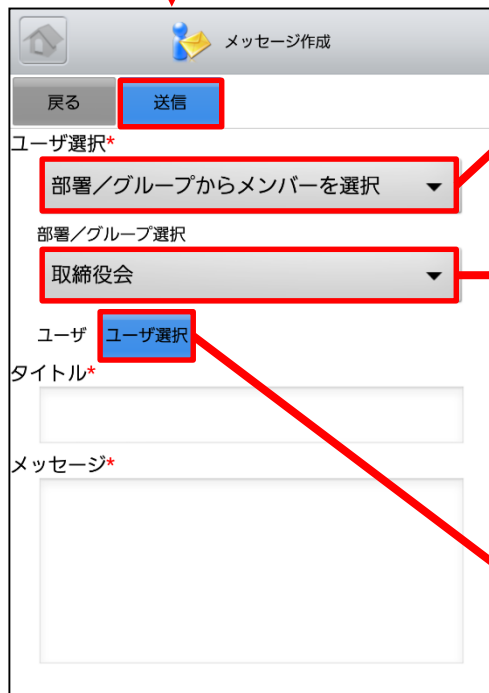 メッセージ作成
戻る 送信
ユーザ選択*
部署／グループからメンバーを選択
部署／グループ選択
取締役会
ユーザ ユーザ選択
タイトル*
メッセージ*